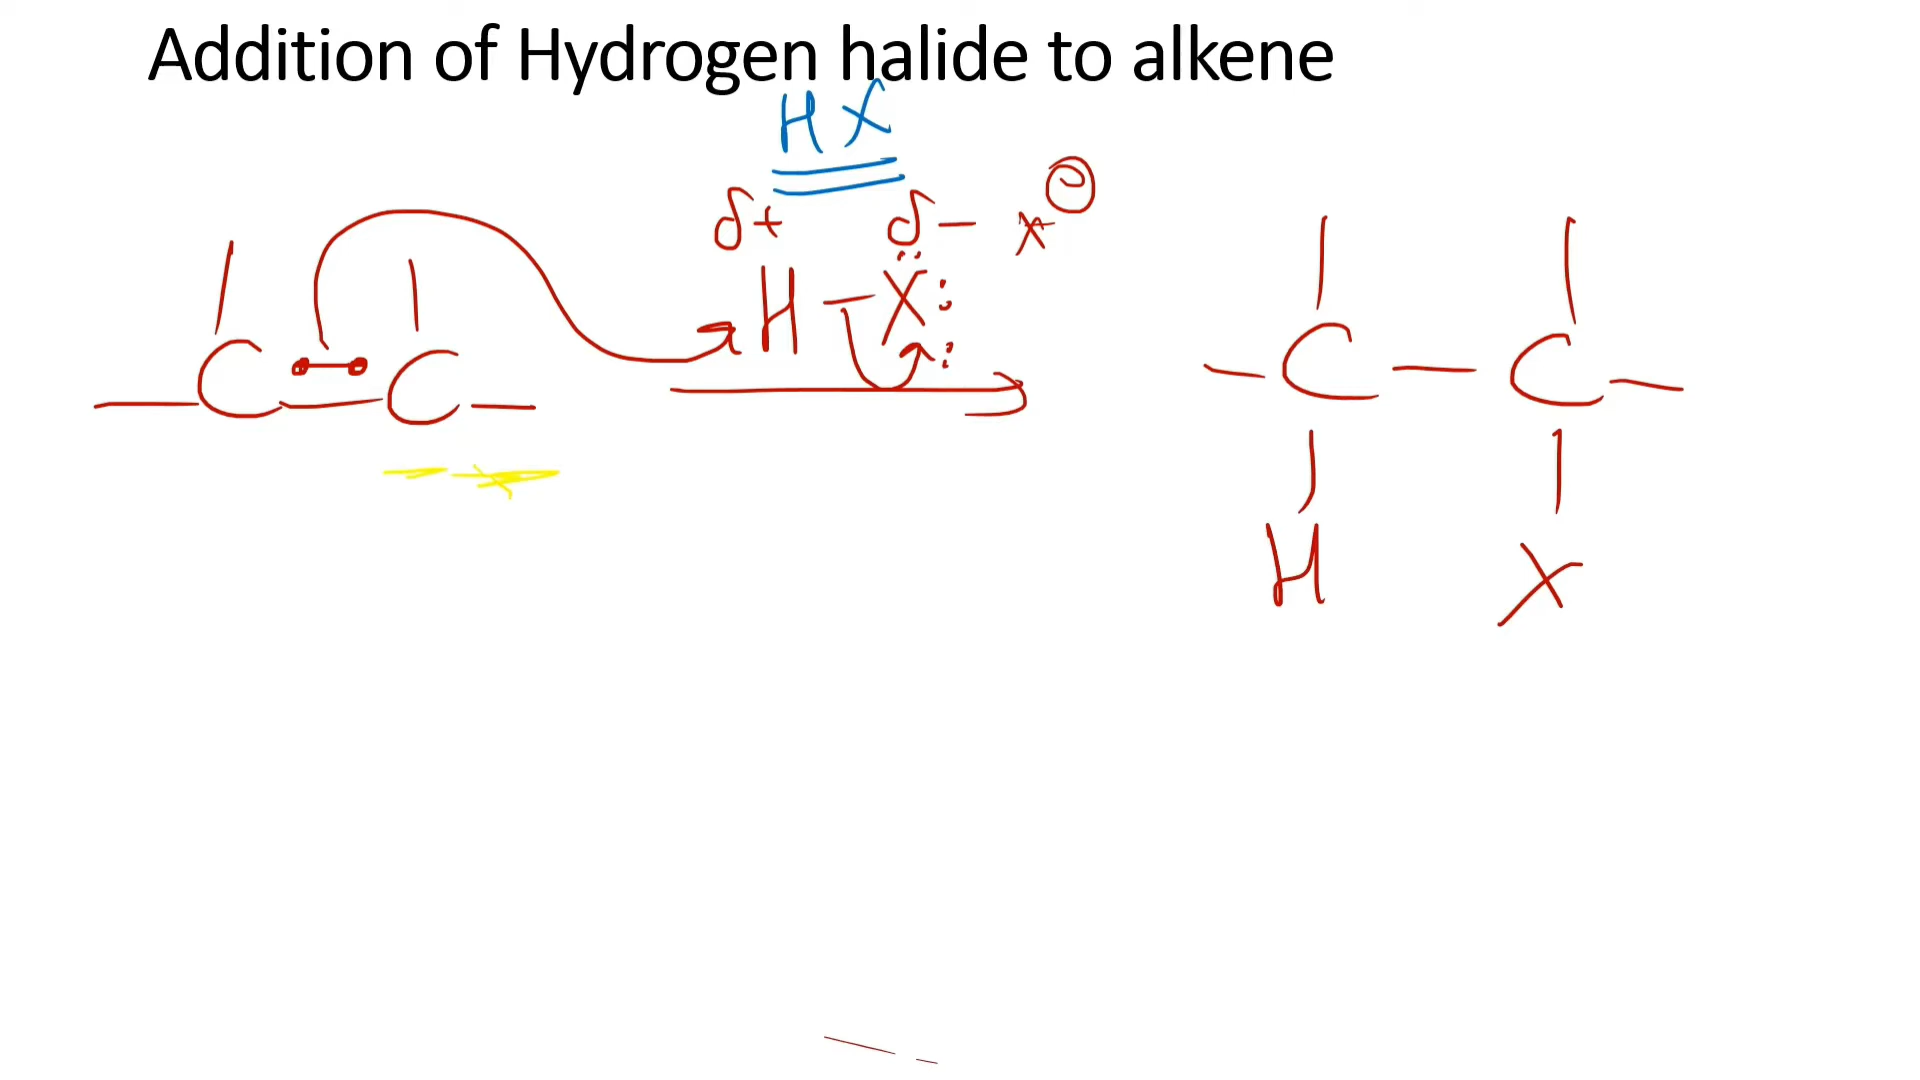 Addition of Hydrogen halide to alkene
HX
δ+ δ- x⊖
H-X:
C C
C-C
H X